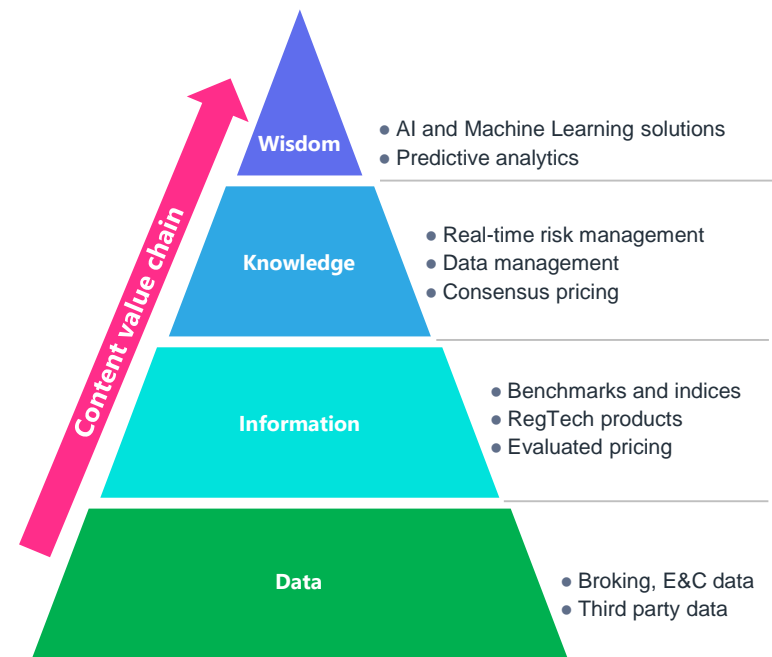 Wisdom
● AI and Machine Learning solutions
● Predictive analytics
Content value chain
Knowledge
● Real-time risk management
● Data management
● Consensus pricing
Information
● Benchmarks and indices
● RegTech products
● Evaluated pricing
Data
● Broking, E&C data
● Third party data